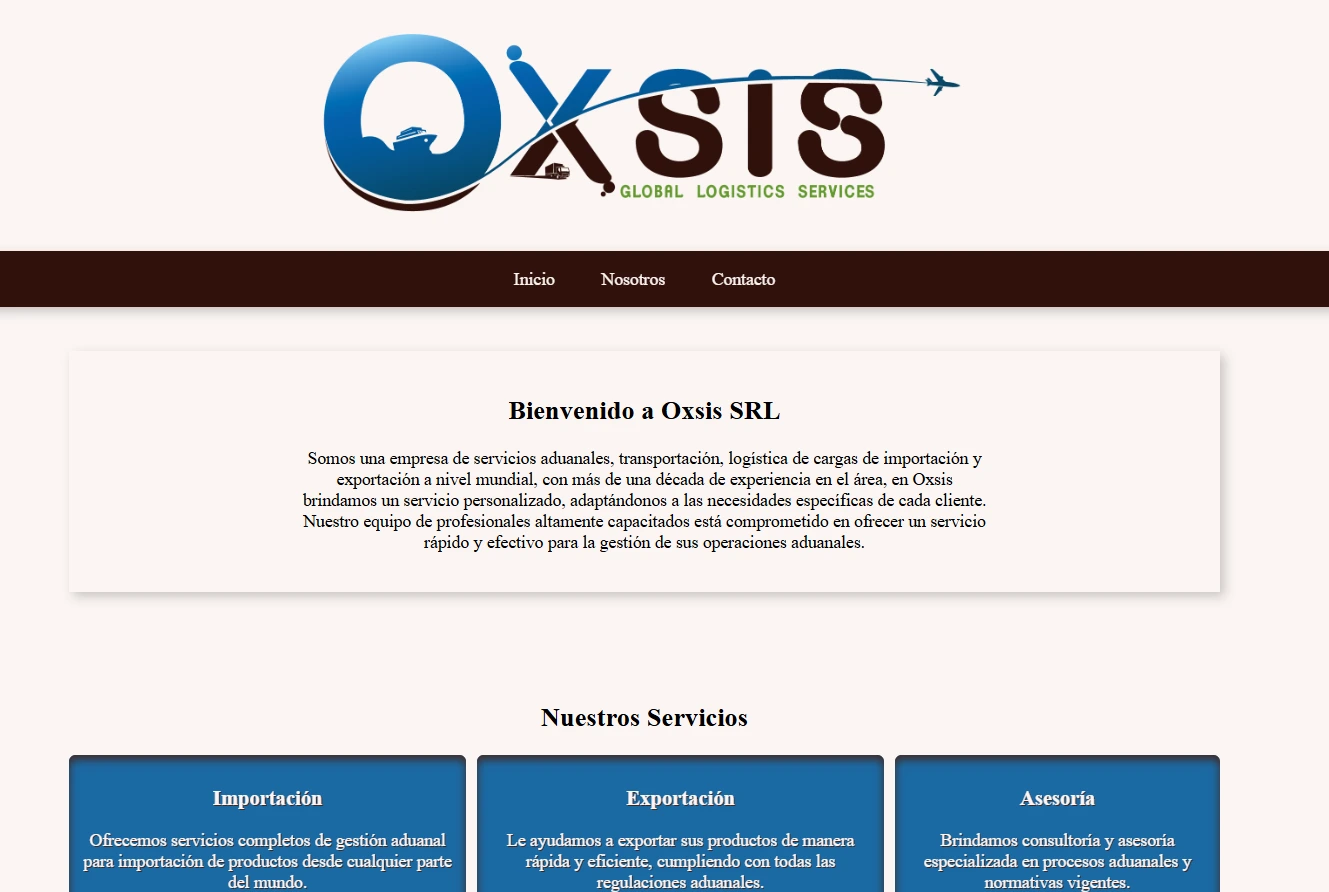 Oxsis
GLOBAL LOGISTICS SERVICES
Inicio Nosotros Contacto
Bienvenido a Oxsis SRL
Somos una empresa de servicios aduanales, transportación, logística de cargas de importación y
exportación a nivel mundial, con más de una década de experiencia en el área, en Oxsis
brindamos un servicio personalizado, adaptándonos a las necesidades específicas de cada cliente.
Nuestro equipo de profesionales altamente capacitados está comprometido en ofrecer un servicio
rápido y efectivo para la gestión de sus operaciones aduanales.
Nuestros Servicios
Importación
Ofrecemos servicios completos de gestión aduanal
para importación de productos desde cualquier parte
del mundo.
Exportación
Le ayudamos a exportar sus productos de manera
rápida y eficiente, cumpliendo con todas las
regulaciones aduanales.
Asesoría
Brindamos consultoría y asesoría
especializada en procesos aduanales y
normativas vigentes.